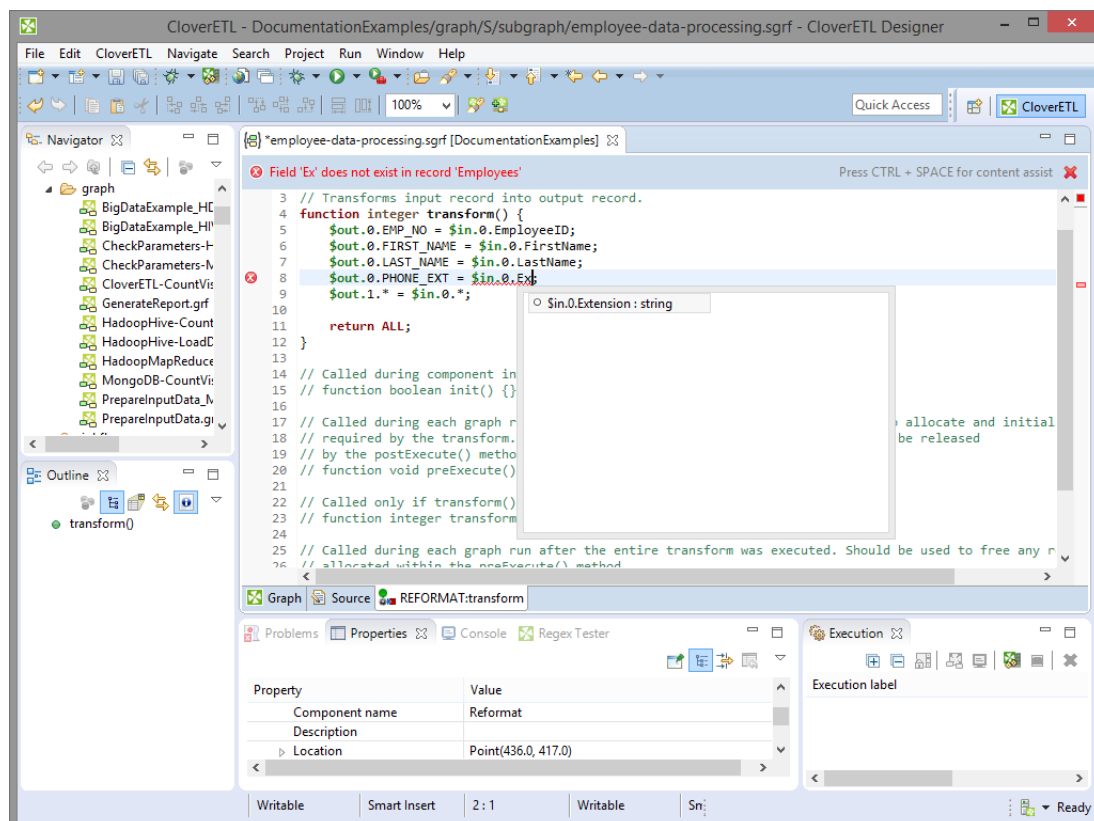 CloverETL - DocumentationExamples/graph/S/subgraph/employee-data-processing.sgrf - CloverETL Designer
File Edit CloverETL Navigate Search Project Run Window Help
100%
Quick Access
CloverETL
Navigator
graph
BigDataExample_HD
BigDataExample_HIV
CheckParameters-H
CheckParameters-M
CloverETL-CountVis
GenerateReport.grf
HadoopHive-Count
HadoopHive-LoadD
HadoopMapReduce
MongoDB-CountVis
PrepareInputData_M
PrepareInputData.gr
Outline
transform()
*employee-data-processing.sgrf [DocumentationExamples]
Field 'Ex' does not exist in record 'Employees'
Press CTRL + SPACE for content assist
3 // Transforms input record into output record.
4 function integer transform() {
5 $out.0.EMP_NO = $in.0.EmployeeID;
6 $out.0.FIRST_NAME = $in.0.FirstName;
7 $out.0.LAST_NAME = $in.0.LastName;
8 $out.0.PHONE_EXT = $in.0.Ex;
9 $out.1.* = $in.0.*;
10
11 return ALL;
12 }
13
14 // Called during component in
15 // function boolean init() {}
16
17 // Called during each graph r o allocate and initial
18 // required by the transform. be released
19 // by the postExecute() metho
20 // function void preExecute()
21
22 // Called only if transform()
23 // function integer transform
24
25 // Called during each graph run after the entire transform was executed. Should be used to free any r
26 // allocated within the preExecute() method
$in.0.Extension : string
Graph Source REFORMAT:transform
Problems Properties Console Regex Tester
Property Value
Component name Reformat
Description
Location Point(436.0, 417.0)
Execution
Execution label
Writable Smart Insert 2 : 1 Writable Sm
Ready